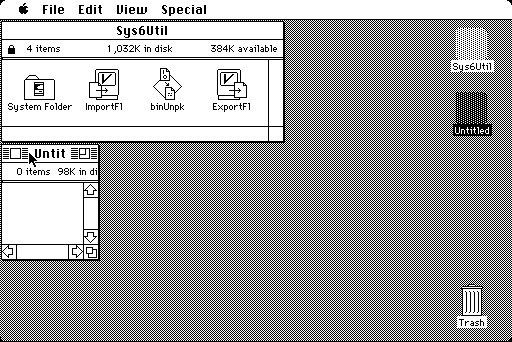 File Edit View Special
Sys6Util
4 items 1,032K in disk 384K available
System Folder ImportFl binUnpk ExportFl
Sys6Util
Untitled
Untit
0 items 98K in di
Trash